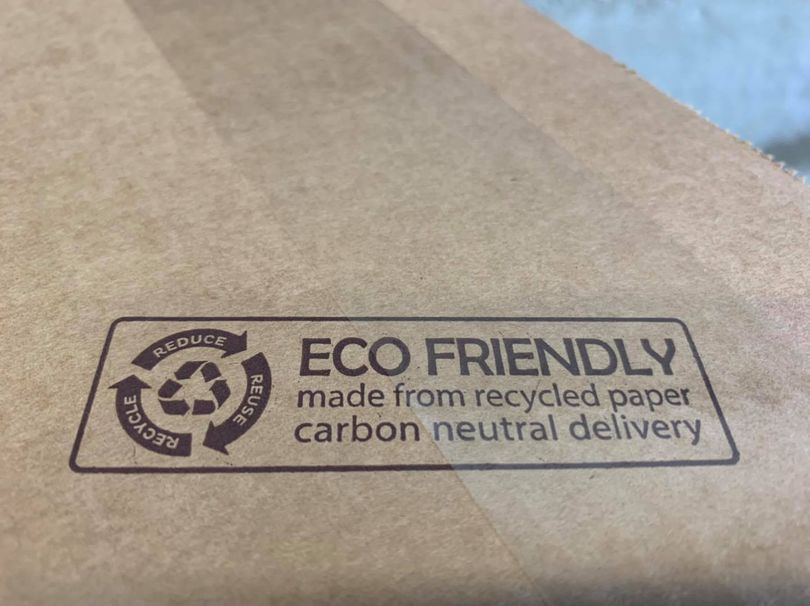 REDUCE
REUSE
RECYCLE
ECO FRIENDLY
made from recycled paper
carbon neutral delivery